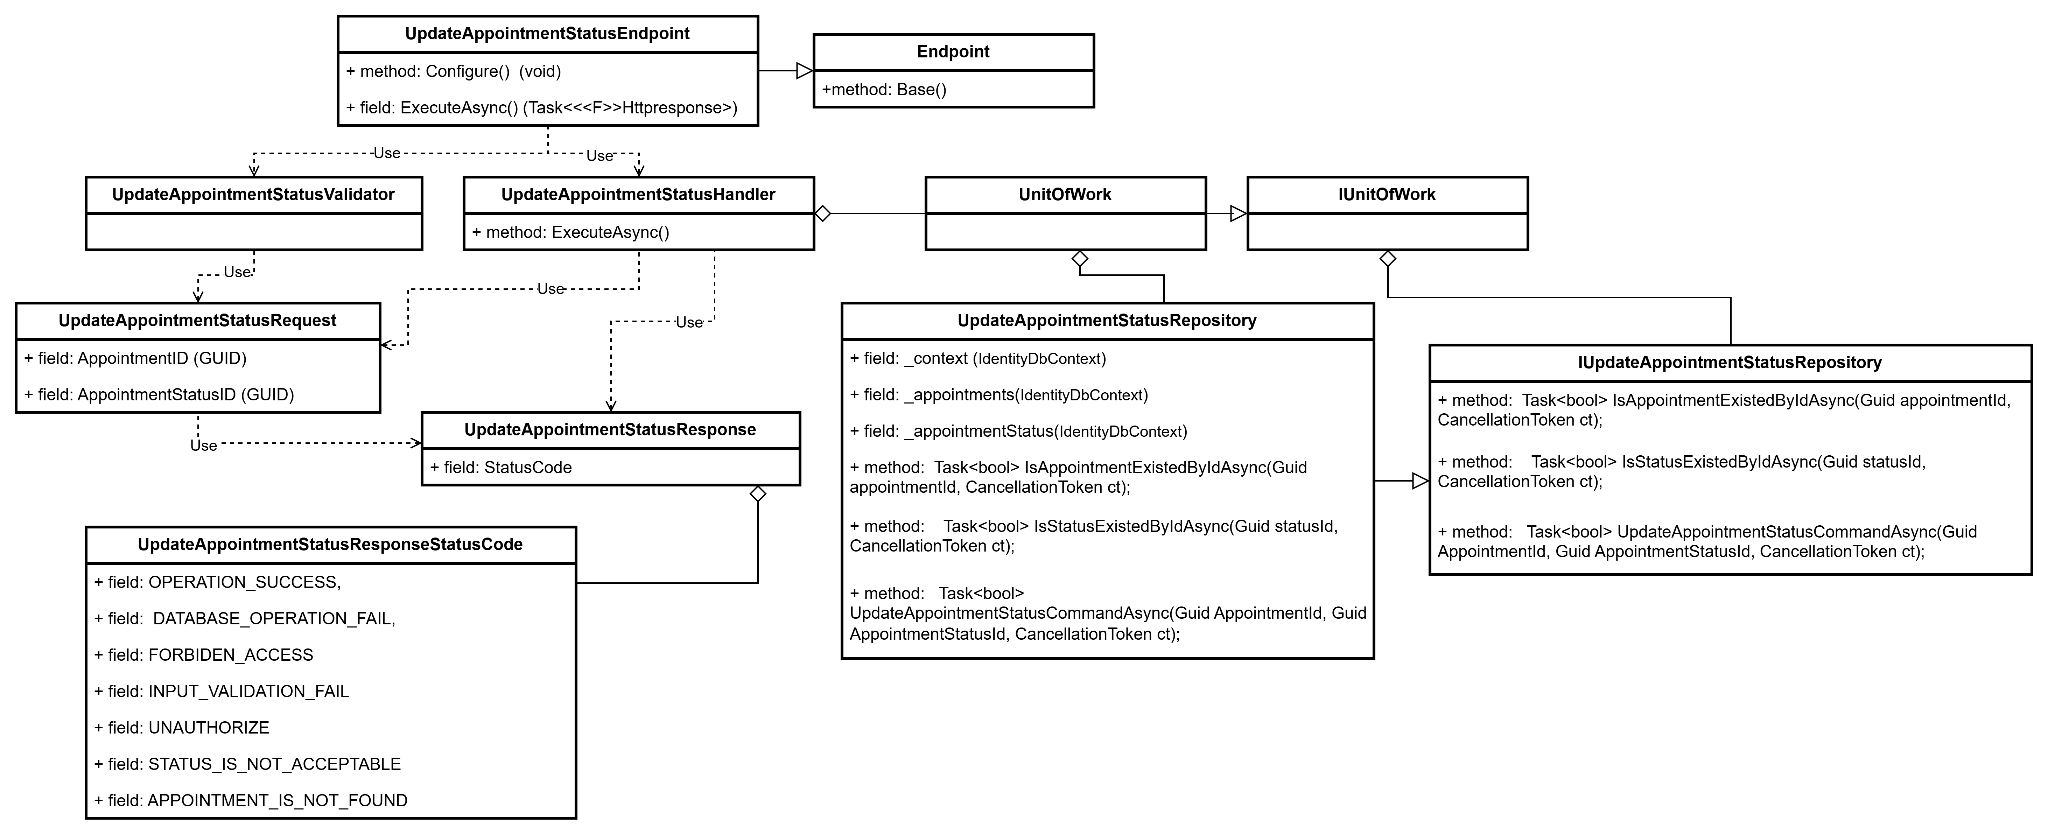 UpdateAppointmentStatusEndpoint
+ method: Configure()  (void)
+ field: ExecuteAsync() (Task<<<F>>Httpresponse>)
Endpoint
+method: Base()
Use
Use
UpdateAppointmentStatusValidator
UpdateAppointmentStatusHandler
+ method: ExecuteAsync()
UnitOfWork
IUnitOfWork
Use
Use
Use
UpdateAppointmentStatusRequest
+ field: AppointmentID (GUID)
+ field: AppointmentStatusID (GUID)
Use
UpdateAppointmentStatusResponse
+ field: StatusCode
UpdateAppointmentStatusResponseStatusCode
+ field: OPERATION_SUCCESS,
+ field:  DATABASE_OPERATION_FAIL,
+ field: FORBIDEN_ACCESS
+ field: INPUT_VALIDATION_FAIL
+ field: UNAUTHORIZE
+ field: STATUS_IS_NOT_ACCEPTABLE
+ field: APPOINTMENT_IS_NOT_FOUND
UpdateAppointmentStatusRepository
+ field: _context (IdentityDbContext)
+ field: _appointments(IdentityDbContext)
+ field: _appointmentStatus(IdentityDbContext)
+ method:  Task<bool> IsAppointmentExistedByIdAsync(Guid
appointmentId, CancellationToken ct);
+ method:    Task<bool> IsStatusExistedByIdAsync(Guid statusId,
CancellationToken ct);
+ method:   Task<bool>
UpdateAppointmentStatusCommandAsync(Guid AppointmentId, Guid
AppointmentStatusId, CancellationToken ct);
IUpdateAppointmentStatusRepository
+ method:  Task<bool> IsAppointmentExistedByIdAsync(Guid appointmentId,
CancellationToken ct);
+ method:    Task<bool> IsStatusExistedByIdAsync(Guid statusId,
CancellationToken ct);
+ method:   Task<bool> UpdateAppointmentStatusCommandAsync(Guid
AppointmentId, Guid AppointmentStatusId, CancellationToken ct);